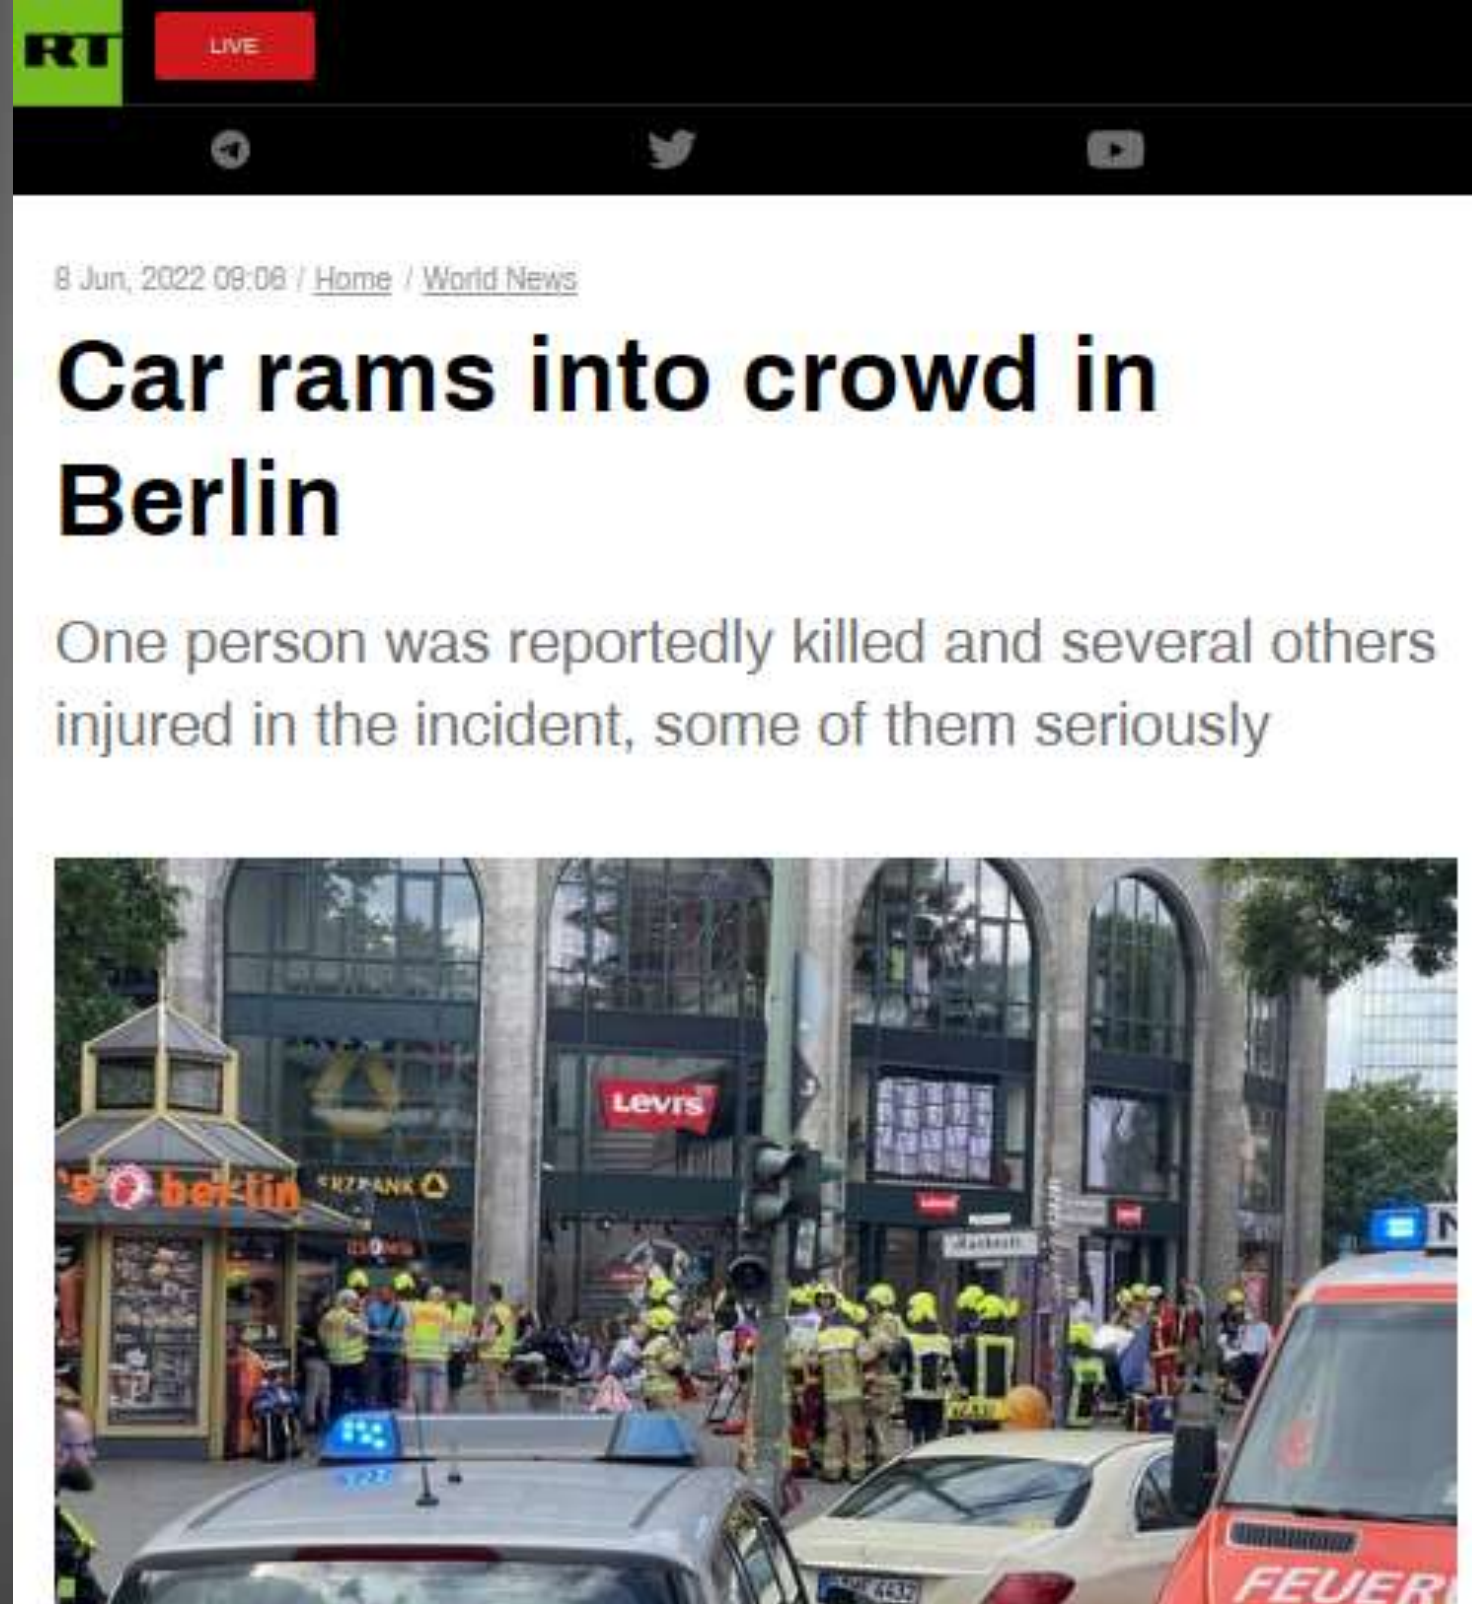 RT
LIVE
8 Jun, 2022 09:06 / Home / World News
Car rams into crowd in
Berlin
One person was reportedly killed and several others
injured in the incident, some of them seriously
Levi's
berlin
FEUER